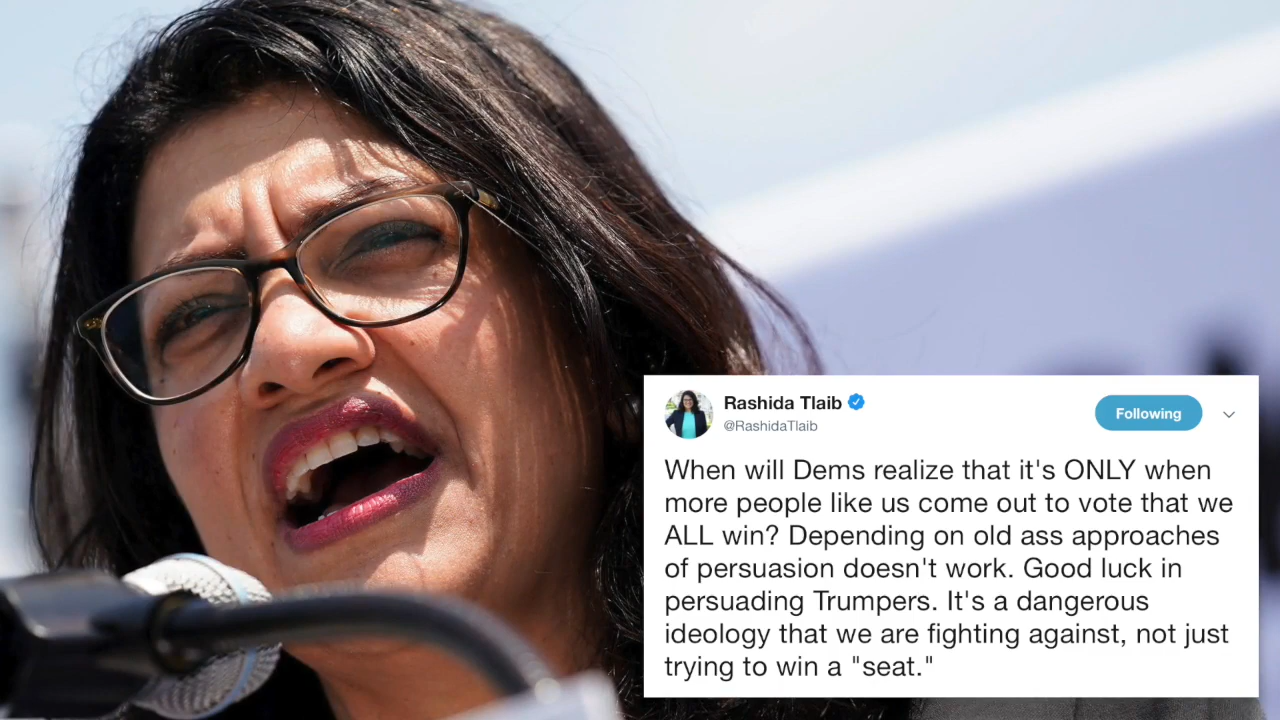 Rashida Tlaib
@RashidaTlaib
Following
When will Dems realize that it's ONLY when
more people like us come out to vote that we
ALL win? Depending on old ass approaches
of persuasion doesn't work. Good luck in
persuading Trumpers. It's a dangerous
ideology that we are fighting against, not just
trying to win a "seat."